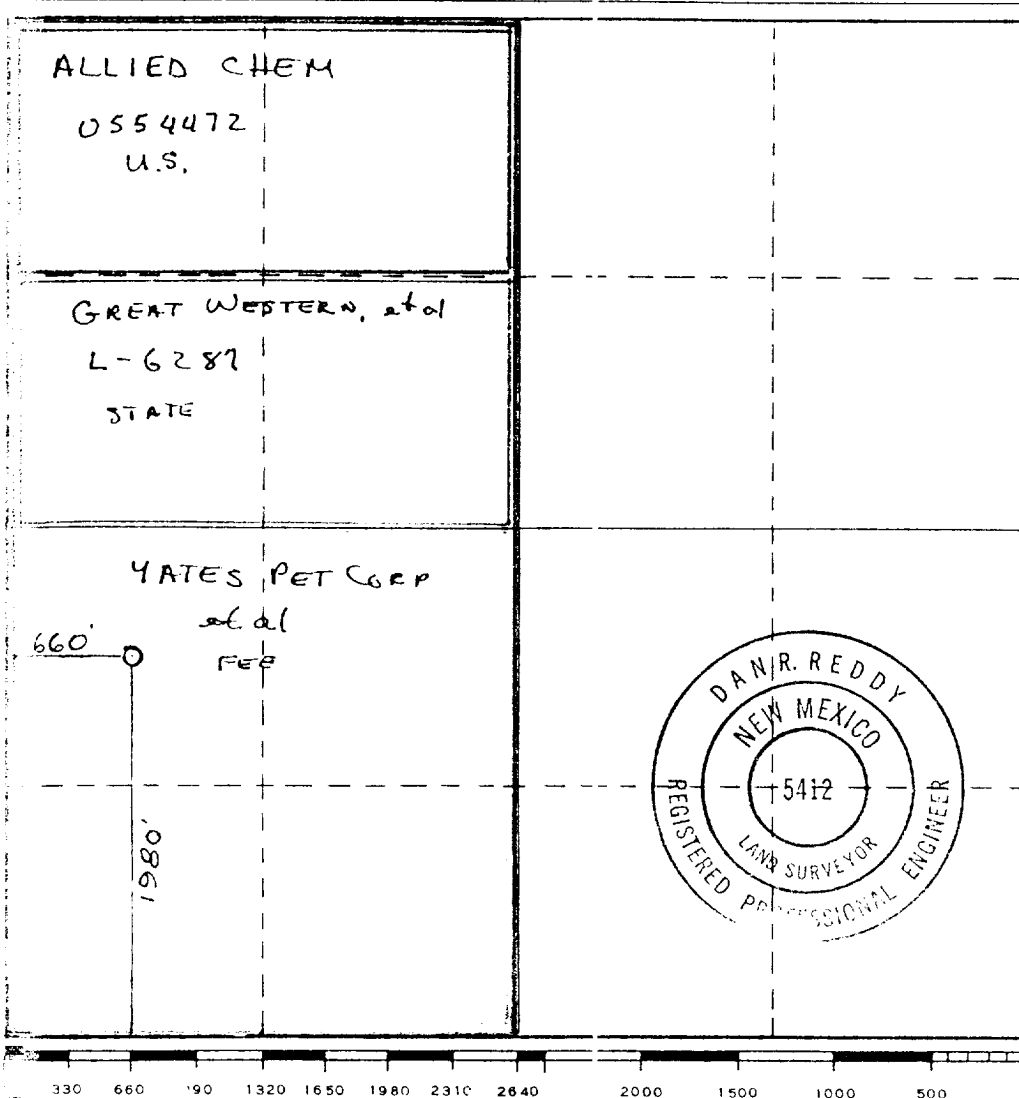 ALLIED CHEM
0554472
U.S.
GREAT WESTERN, et al
L-6287
STATE
YATES PET CORP
et al
FEE
660'
1980'
DAN R. REDDY
NEW MEXICO
5412
LAND SURVEYOR
REGISTERED PROFESSIONAL ENGINEER
330 660 '90 1320 1650 1980 2310 2640 2000 1500 1000 500